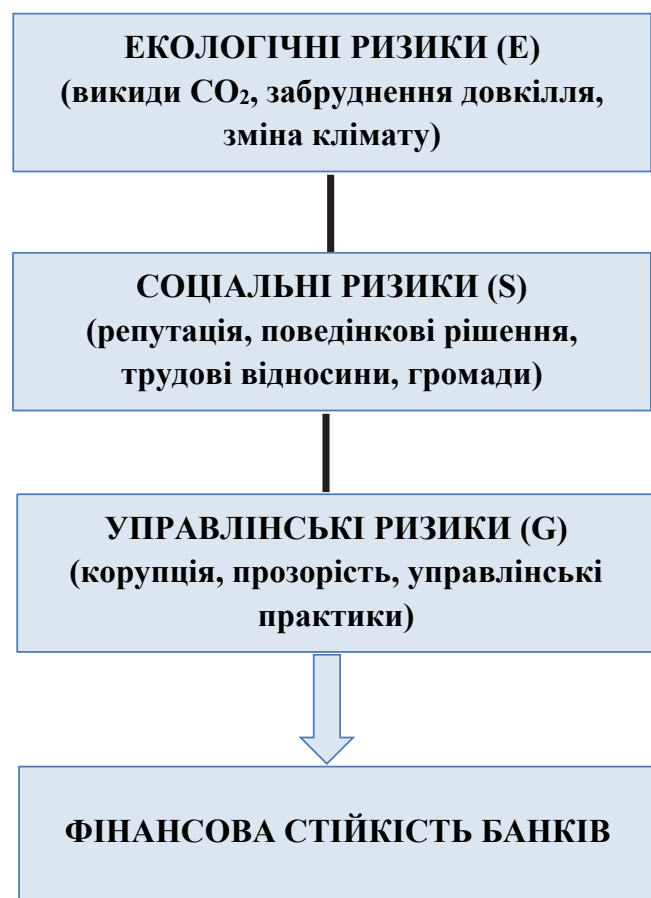 ЕКОЛОГІЧНІ РИЗИКИ (E)
(викиди CO₂, забруднення довкілля,
зміна клімату)
СОЦІАЛЬНІ РИЗИКИ (S)
(репутація, поведінкові рішення,
трудові відносини, громади)
УПРАВЛІНСЬКІ РИЗИКИ (G)
(корупція, прозорість, управлінські
практики)
ФІНАНСОВА СТІЙКІСТЬ БАНКІВ